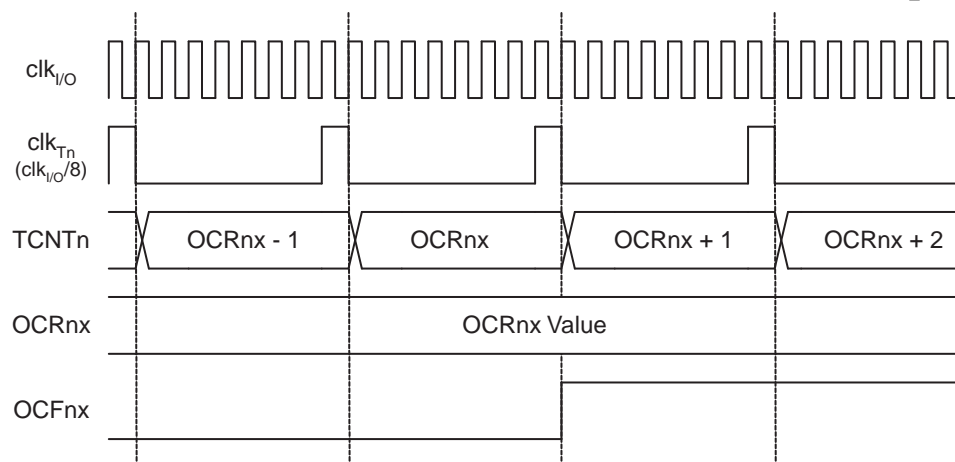 clkI/O
clkTn
(clkI/O/8)
TCNTn OCRnx - 1 OCRnx OCRnx + 1 OCRnx + 2
OCRnx OCRnx Value
OCFnx